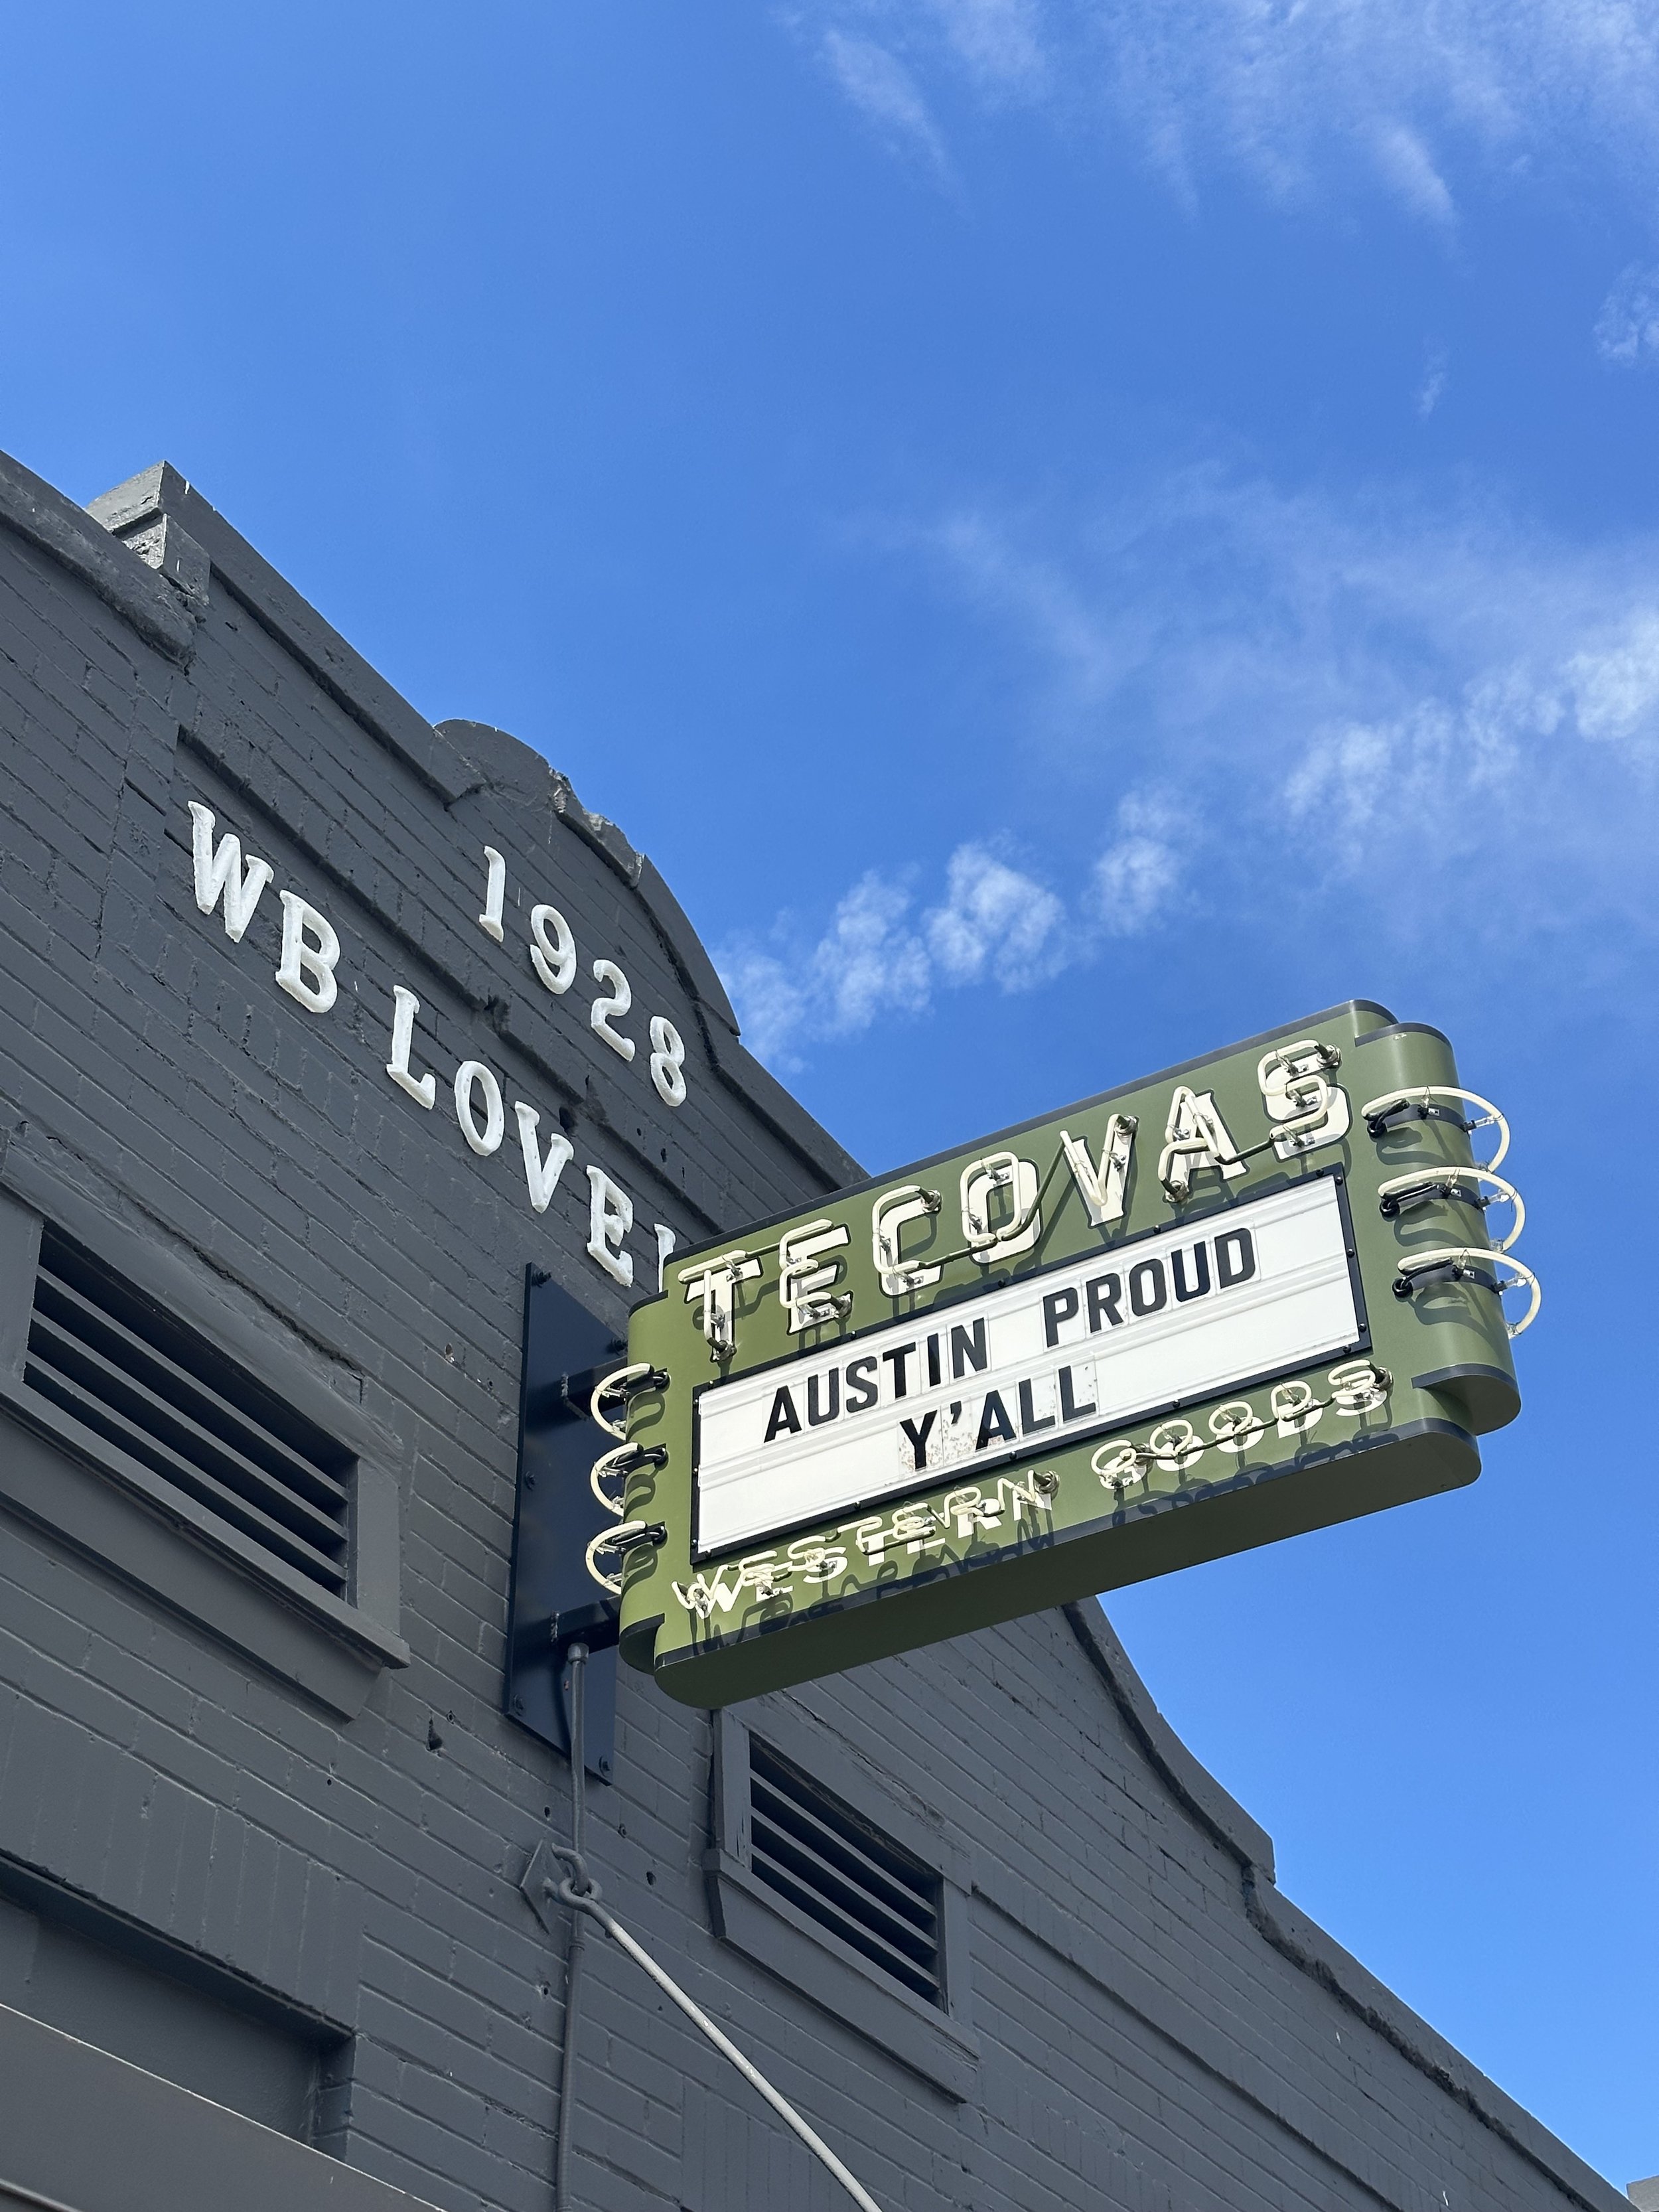 1928
WB LOVE
TECOVAS
AUSTIN PROUD
Y'ALL
WESTERN GOODS